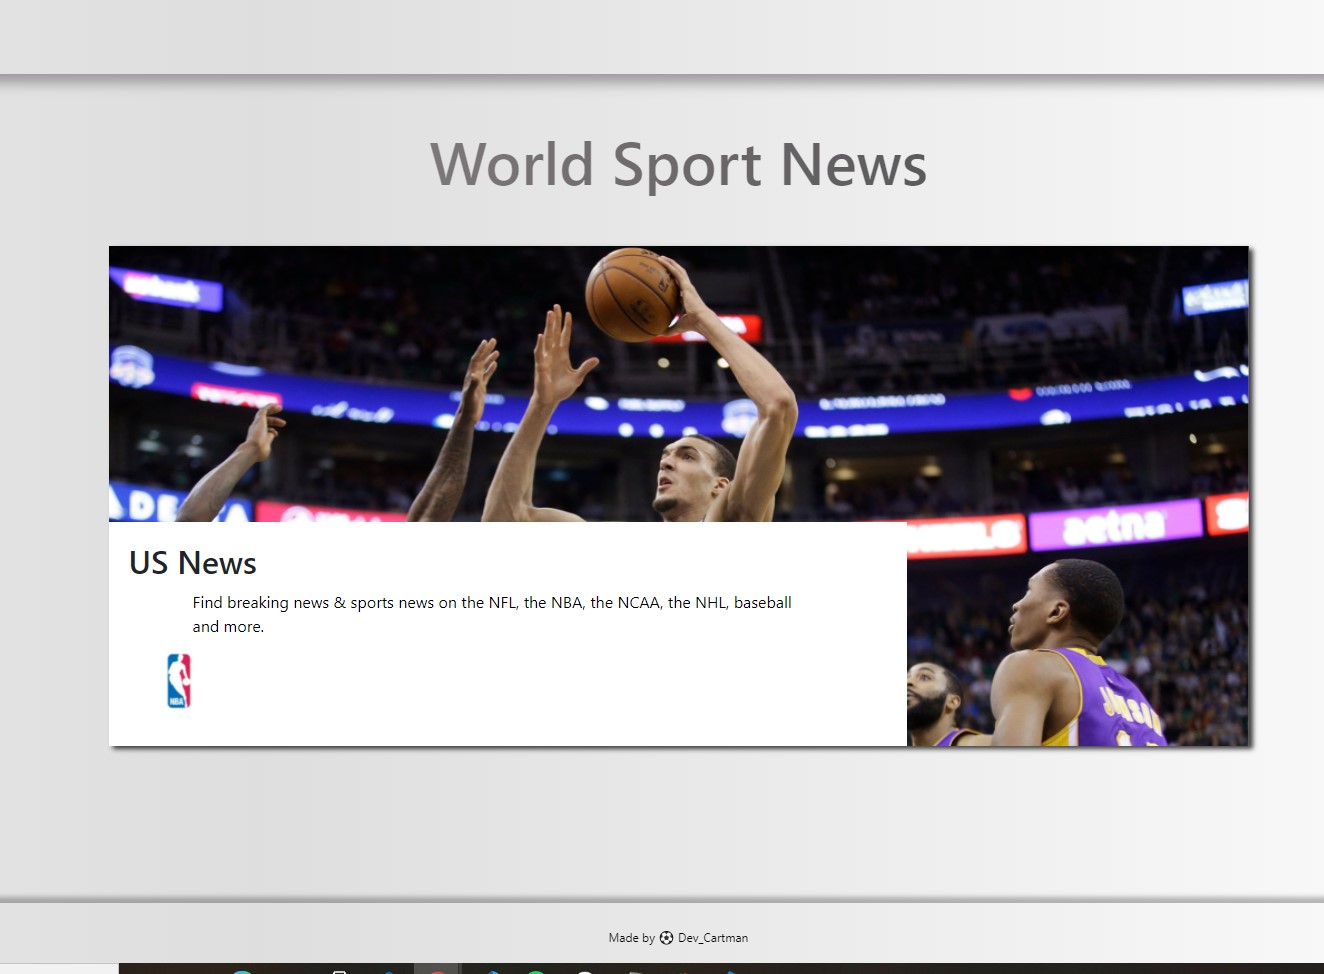 World Sport News
ADEIA
aetna
US News
Find breaking news & sports news on the NFL, the NBA, the NCAA, the NHL, baseball
and more.
NBA
Made by Dev_Cartman